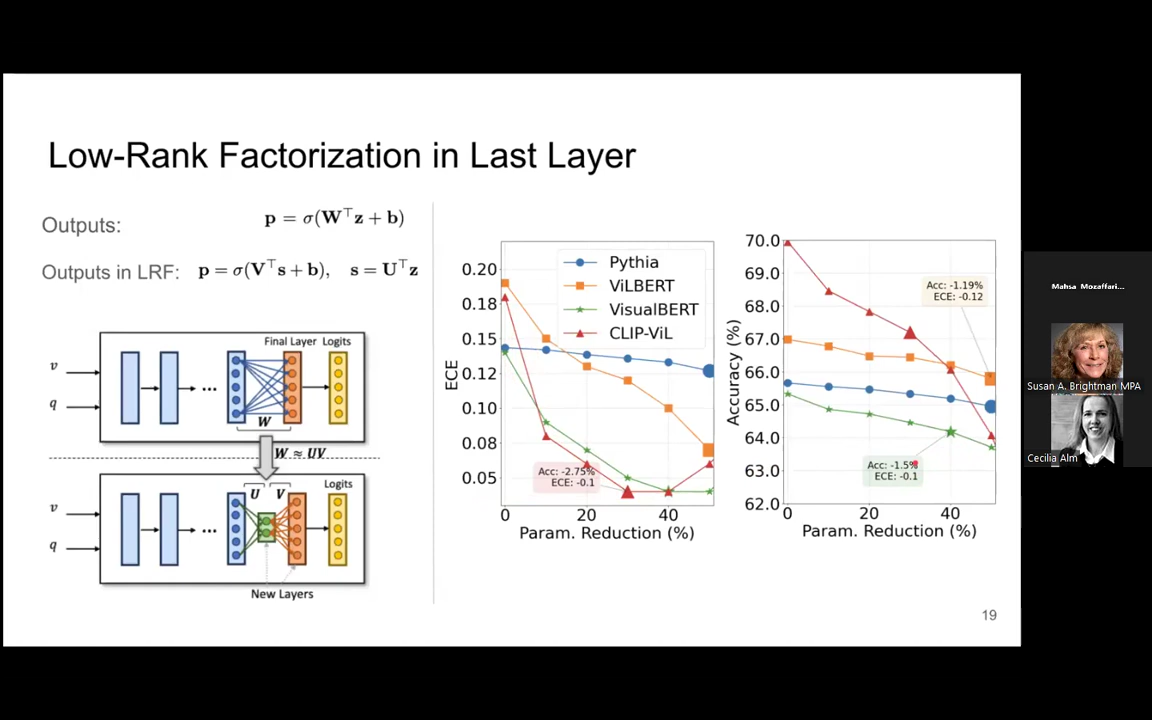 Low-Rank Factorization in Last Layer
Outputs:
p = σ(W⊤z + b)
Outputs in LRF:
p = σ(V⊤s + b), s = U⊤z
Final Layer
Logits
v
q
...
W
W ≈ UV
Logits
U
V
v
q
...
New Layers
0.20
0.18
0.15
0.12
0.10
0.08
0.05
ECE
Pythia
ViLBERT
VisualBERT
CLIP-ViL
Acc: -2.75%
ECE: -0.1
0
20
40
Param. Reduction (%)
70.0
69.0
68.0
67.0
66.0
65.0
64.0
63.0
62.0
Accuracy (%)
Acc: -1.19%
ECE: -0.12
Acc: -1.5%
ECE: -0.1
0
20
40
Param. Reduction (%)
19
Mahsa Mozaffari...
Susan A. Brightman MPA
Cecilia Alm